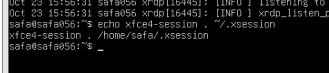 Oct 23 15:56:31 safa056 xrdp[16445]: [INFO ] listening to
Oct 23 15:56:31 safa056 xrdp[16445]: [INFO ] xrdp_listen_p
safa@safa056:~$ echo xfce4-session . ~/.xsession
xfce4-session . /home/safa/.xsession
safa@safa056:~$